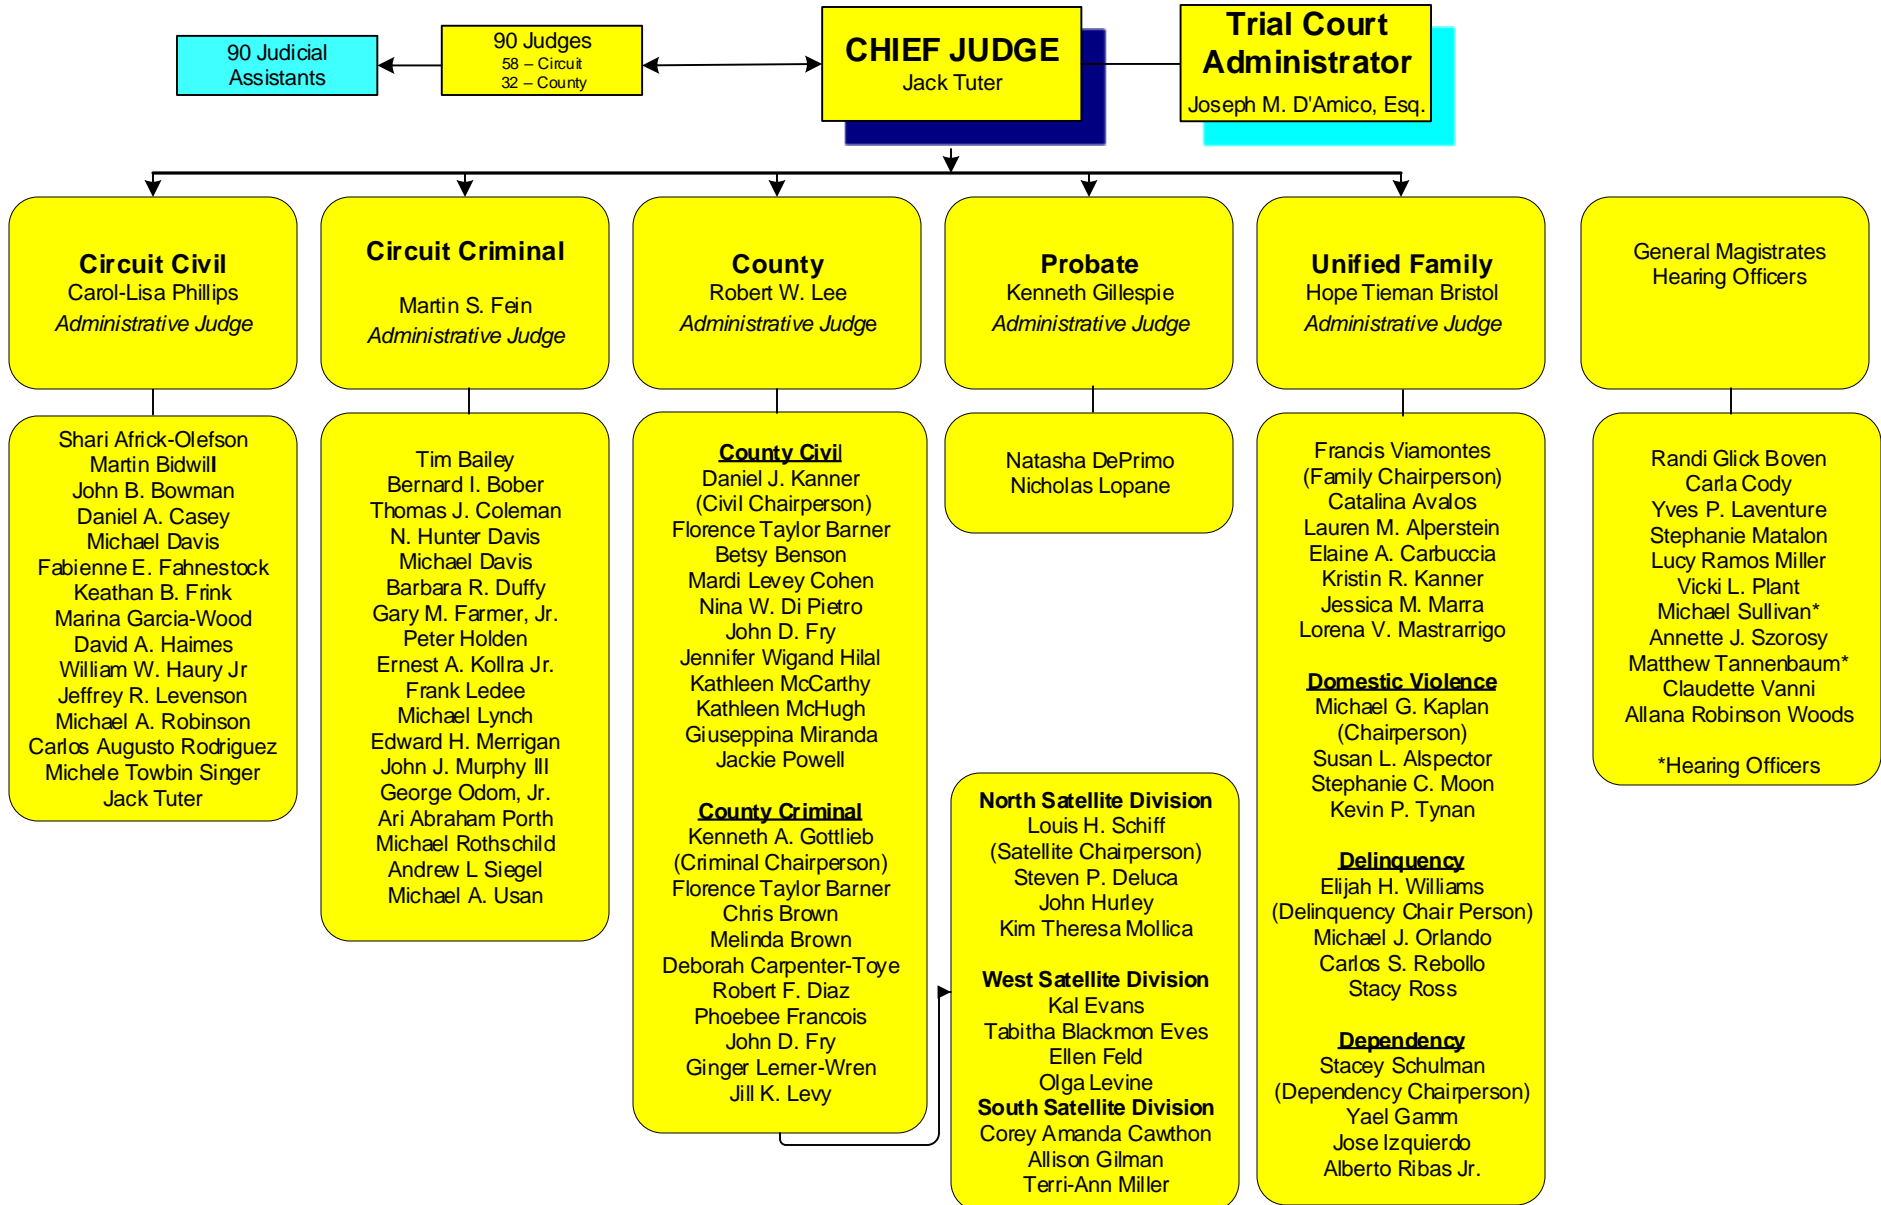 90 Judicial
Assistants
90 Judges
58 – Circuit
32 – County
CHIEF JUDGE
Jack Tuter
Trial Court
Administrator
Joseph M. D'Amico, Esq.
Circuit Civil
Carol-Lisa Phillips
Administrative Judge
Circuit Criminal
Martin S. Fein
Administrative Judge
County
Robert W. Lee
Administrative Judge
Probate
Kenneth Gillespie
Administrative Judge
Unified Family
Hope Tieman Bristol
Administrative Judge
General Magistrates
Hearing Officers
Shari Africk-Olefson
Martin Bidwill
John B. Bowman
Daniel A. Casey
Michael Davis
Fabienne E. Fahnestock
Keathan B. Frink
Marina Garcia-Wood
David A. Haimes
William W. Haury Jr
Jeffrey R. Levenson
Michael A. Robinson
Carlos Augusto Rodriguez
Michele Towbin Singer
Jack Tuter
Tim Bailey
Bernard I. Bober
Thomas J. Coleman
N. Hunter Davis
Michael Davis
Barbara R. Duffy
Gary M. Farmer, Jr.
Peter Holden
Ernest A. Kollra Jr.
Frank Ledee
Michael Lynch
Edward H. Merrigan
John J. Murphy III
George Odom, Jr.
Ari Abraham Porth
Michael Rothschild
Andrew L Siegel
Michael A. Usan
County Civil
Daniel J. Kanner
(Civil Chairperson)
Florence Taylor Barner
Betsy Benson
Mardi Levey Cohen
Nina W. Di Pietro
John D. Fry
Jennifer Wigand Hilal
Kathleen McCarthy
Kathleen McHugh
Giuseppina Miranda
Jackie Powell
County Criminal
Kenneth A. Gottlieb
(Criminal Chairperson)
Florence Taylor Barner
Chris Brown
Melinda Brown
Deborah Carpenter-Toye
Robert F. Diaz
Phoebee Francois
John D. Fry
Ginger Lerner-Wren
Jill K. Levy
Natasha DePrimo
Nicholas Lopane
North Satellite Division
Louis H. Schiff
(Satellite Chairperson)
Steven P. Deluca
John Hurley
Kim Theresa Mollica
West Satellite Division
Kal Evans
Tabitha Blackmon Eves
Ellen Feld
Olga Levine
South Satellite Division
Corey Amanda Cawthon
Allison Gilman
Terri-Ann Miller
Francis Viamontes
(Family Chairperson)
Catalina Avalos
Lauren M. Alperstein
Elaine A. Carbuccia
Kristin R. Kanner
Jessica M. Marra
Lorena V. Mastrarrigo
Domestic Violence
Michael G. Kaplan
(Chairperson)
Susan L. Alspector
Stephanie C. Moon
Kevin P. Tynan
Delinquency
Elijah H. Williams
(Delinquency Chair Person)
Michael J. Orlando
Carlos S. Rebollo
Stacy Ross
Dependency
Stacey Schulman
(Dependency Chairperson)
Yael Gamm
Jose Izquierdo
Alberto Ribas Jr.
Randi Glick Boven
Carla Cody
Yves P. Laventure
Stephanie Matalon
Lucy Ramos Miller
Vicki L. Plant
Michael Sullivan*
Annette J. Szorosy
Matthew Tannenbaum*
Claudette Vanni
Allana Robinson Woods
*Hearing Officers